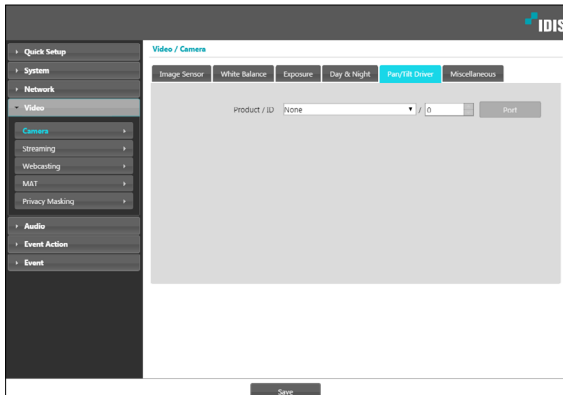 IDIS
Quick Setup
System
Network
Video
Camera
Streaming
Webcasting
MAT
Privacy Masking
Audio
Event Action
Event
Video / Camera
Image Sensor White Balance Exposure Day & Night Pan/Tilt Driver Miscellaneous
Product / ID None / 0 Port
Save